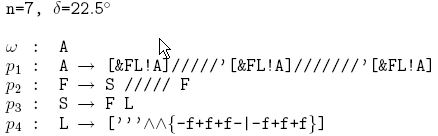 n=7, δ=22.5°
ω : A
p₁ : A → [&FL!A]/////'[&FL!A]///////'[&FL!A]
p₂ : F → S ///// F
p₃ : S → F L
p₄ : L → ['''∧∧{-f+f+f-|-f+f+f}]